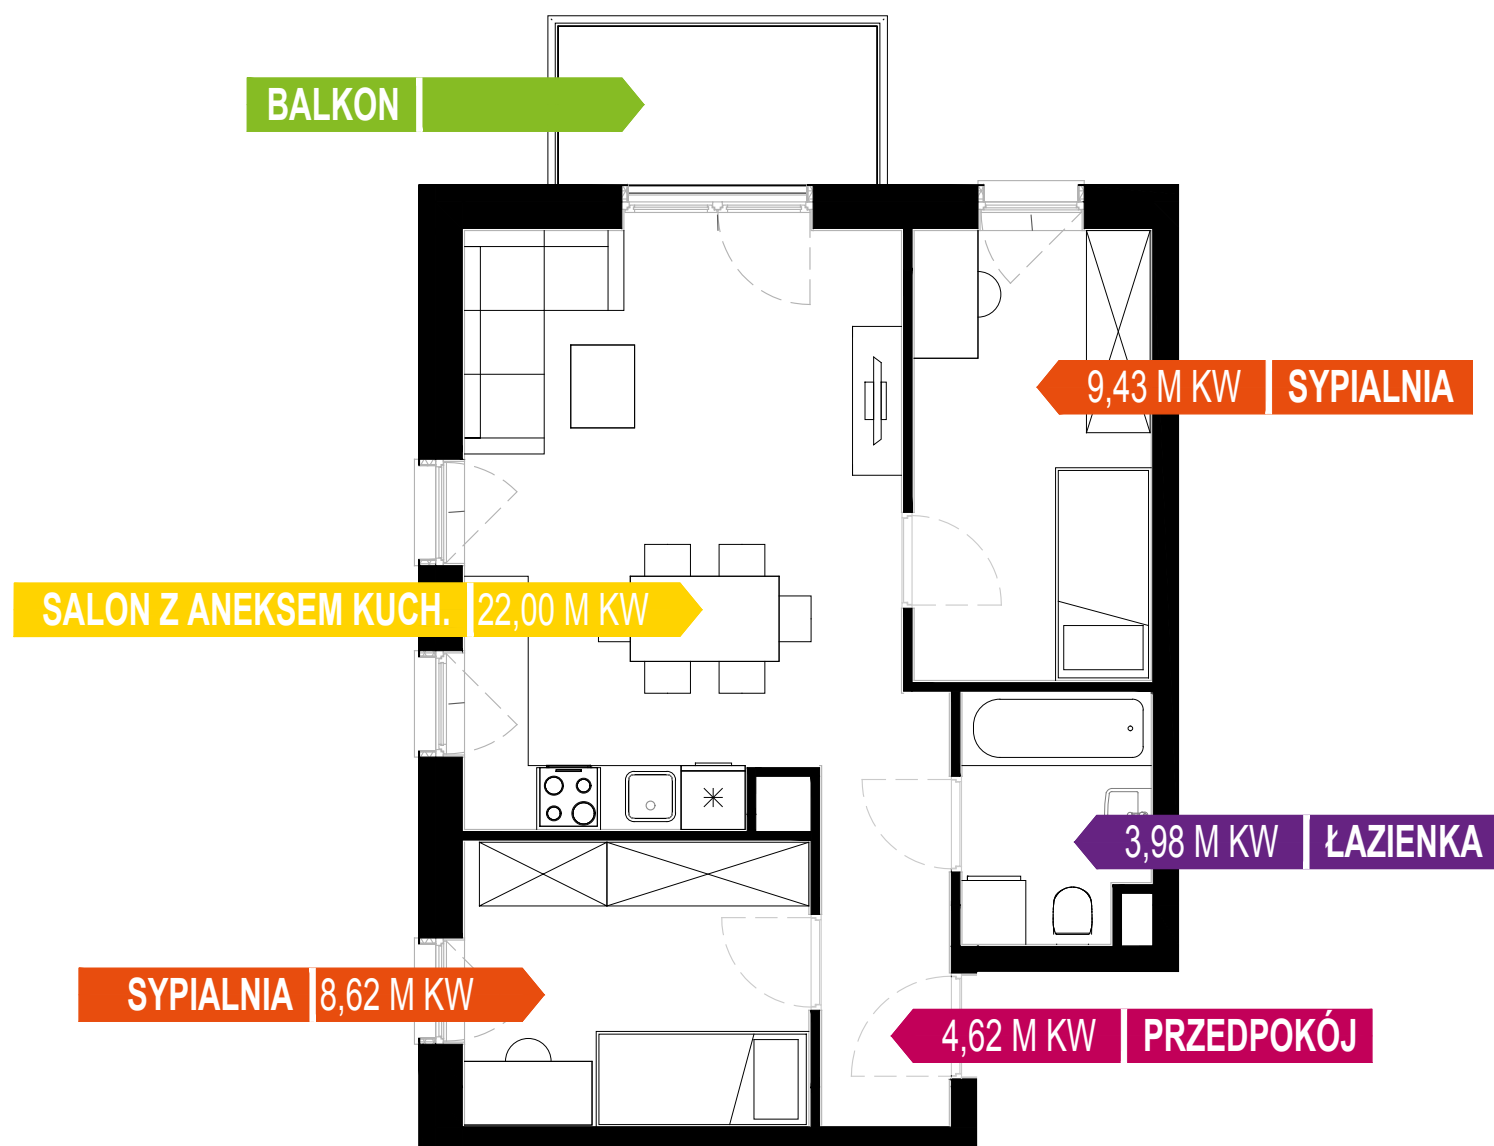 BALKON
9,43 M KW SYPIALNIA
SALON Z ANEKSEM KUCH. 22,00 M KW
3,98 M KW ŁAZIENKA
SYPIALNIA 8,62 M KW
4,62 M KW PRZEDPOKÓJ